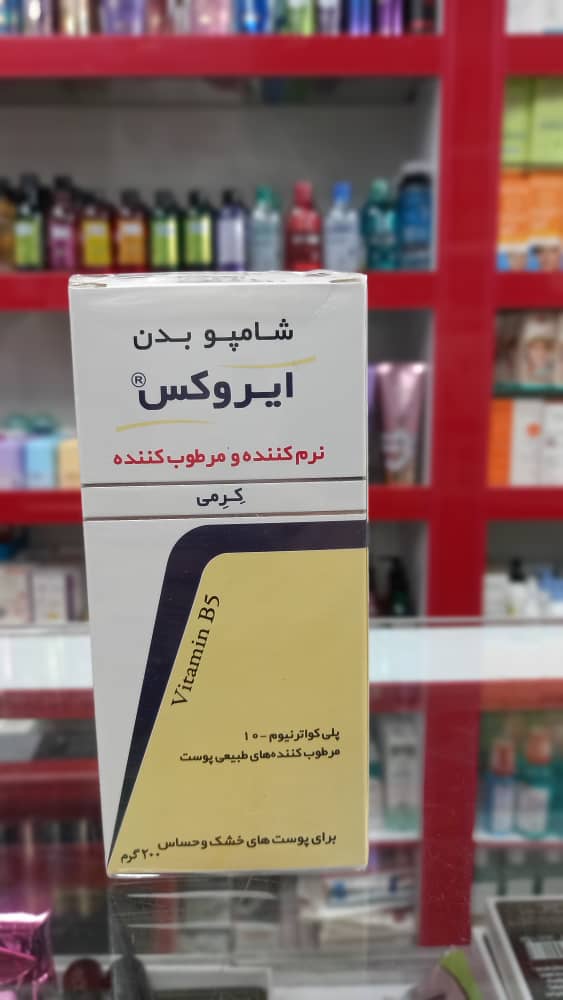 شامپو بدن
ایروکس®
نرم کننده و مرطوب کننده
کِرِمی
Vitamin B5
پلی کواترنیوم -۱۰
مرطوب کننده‌های طبیعی پوست
برای پوست های خشک و حساس
۲۰۰ گرم